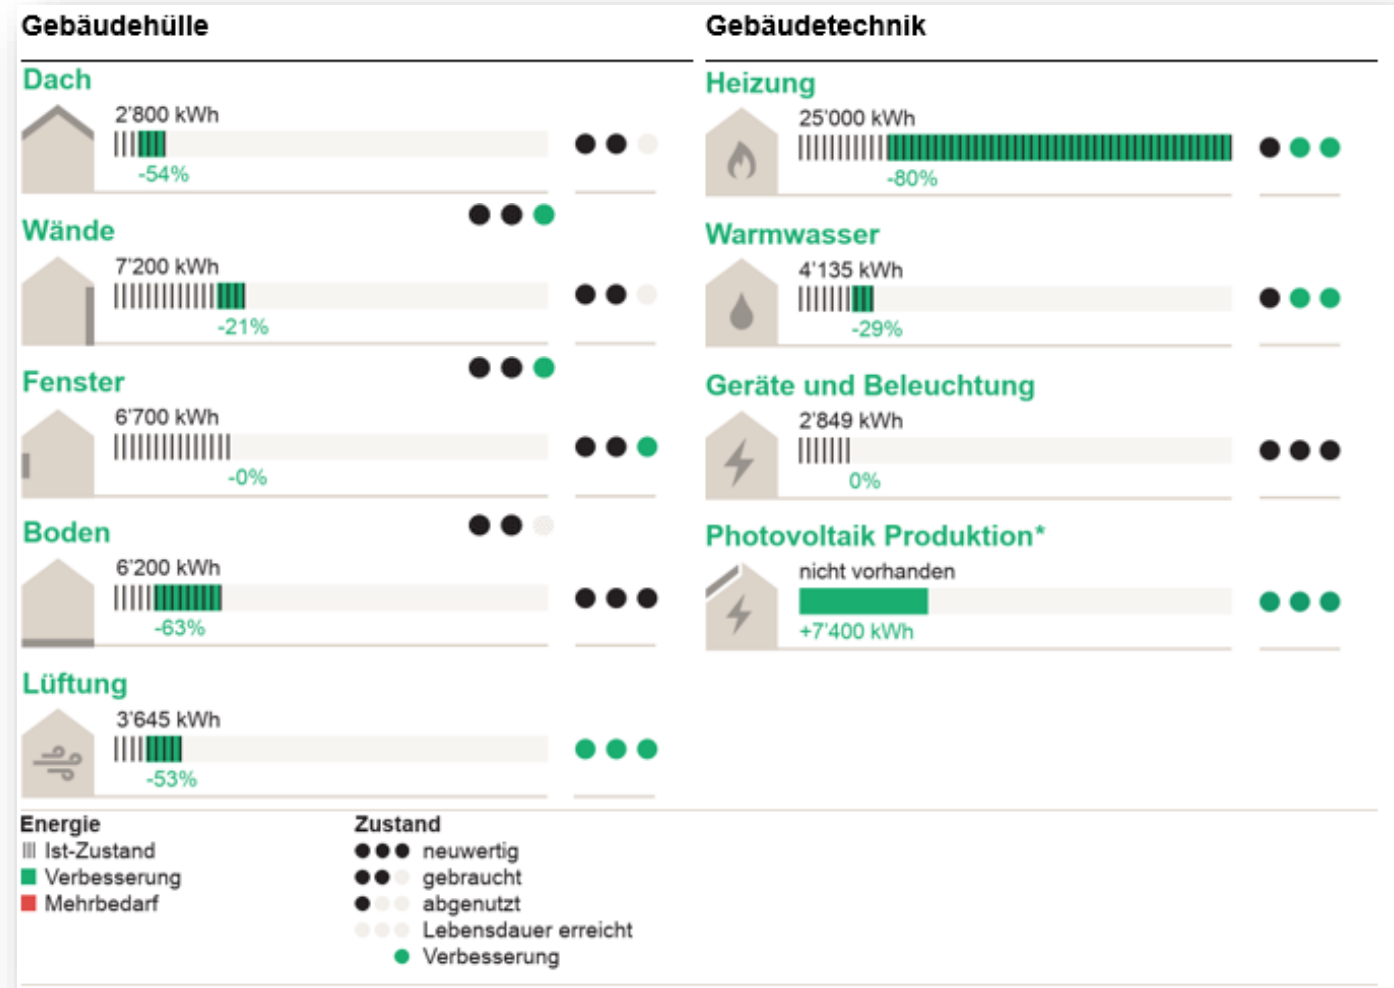 Gebäudehülle
Dach
2'800 kWh
-54%
Wände
7'200 kWh
-21%
Fenster
6'700 kWh
-0%
Boden
6'200 kWh
-63%
Lüftung
3'645 kWh
-53%
Gebäudetechnik
Heizung
25'000 kWh
-80%
Warmwasser
4'135 kWh
-29%
Geräte und Beleuchtung
2'849 kWh
0%
Photovoltaik Produktion*
nicht vorhanden
+7'400 kWh
Energie
Ist-Zustand
Verbesserung
Mehrbedarf
Zustand
neuwertig
gebraucht
abgenutzt
Lebensdauer erreicht
Verbesserung